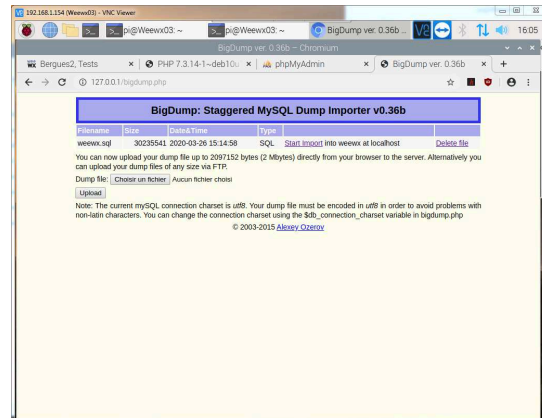 192.168.1.154 (Weewx03) - VNC Viewer
pi@Weewx03: ~
pi@Weewx03: ~
BigDump ver. 0.36b ...
16:05
BigDump ver. 0.36b - Chromium
Bergues2, Tests
PHP 7.3.14-1~deb10u
phpMyAdmin
BigDump ver. 0.36b
127.0.0.1/bigdump.php
BigDump: Staggered MySQL Dump Importer v0.36b
Filename Size Date&Time Type
weewx.sql 30235541 2020-03-26 15:14:58 SQL Start Import into weewx at localhost Delete file
You can now upload your dump file up to 2097152 bytes (2 Mbytes) directly from your browser to the server. Alternatively you
can upload your dump files of any size via FTP.
Dump file: Choisir un fichier Aucun fichier choisi
Upload
Note: The current mySQL connection charset is utf8. Your dump file must be encoded in utf8 in order to avoid problems with
non-latin characters. You can change the connection charset using the $db_connection_charset variable in bigdump.php
© 2003-2015 Alexey Ozerov